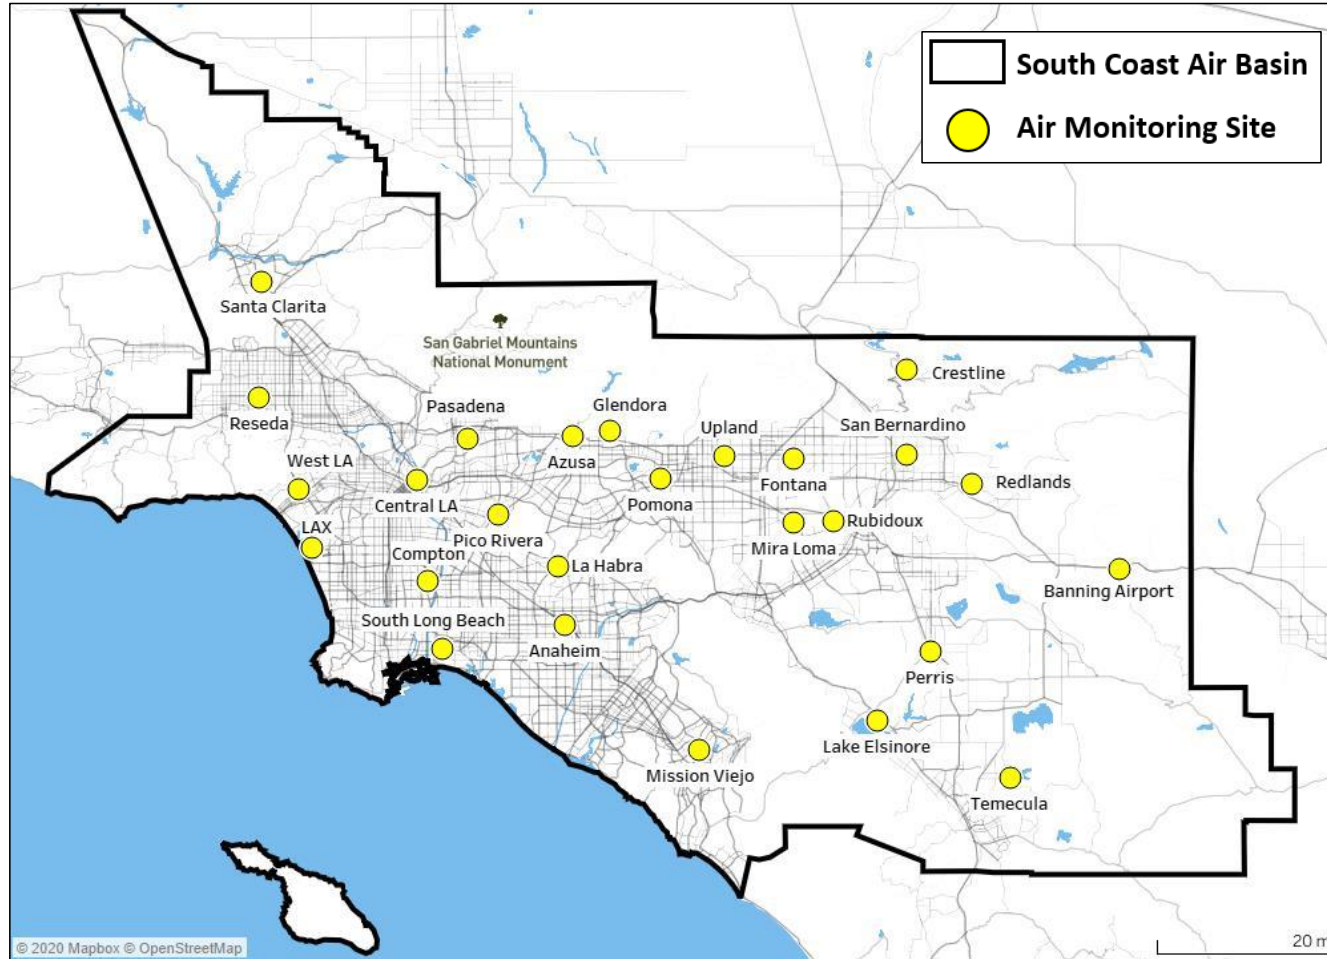 South Coast Air Basin
Air Monitoring Site
Santa Clarita
San Gabriel Mountains
National Monument
Crestline
Reseda
Pasadena
Glendora
Upland
San Bernardino
West LA
Azusa
Fontana
Redlands
Central LA
Pomona
LAX
Pico Rivera
Mira Loma
Rubidoux
Compton
La Habra
Banning Airport
South Long Beach
Anaheim
Perris
Lake Elsinore
Mission Viejo
Temecula
© 2020 Mapbox © OpenStreetMap
20 m